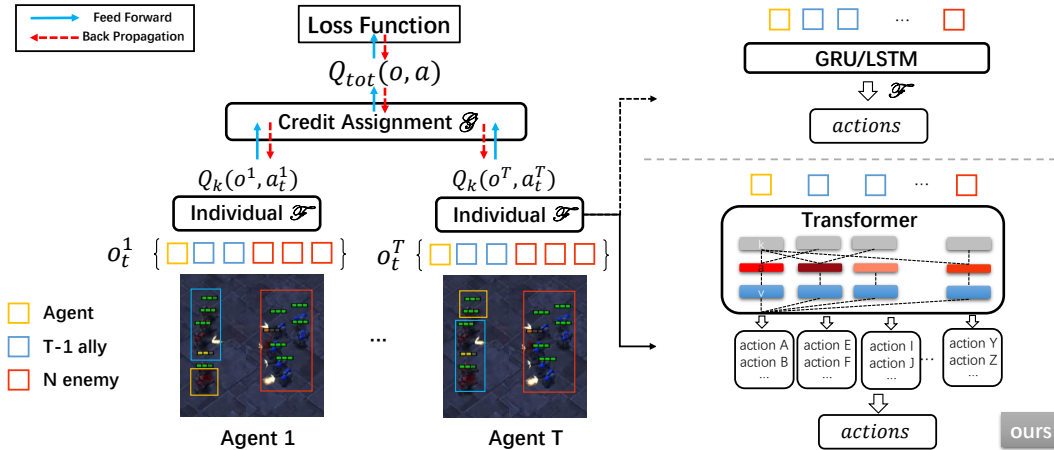 Feed Forward
Back Propagation
Loss Function
Q_{tot}(o, a)
Credit Assignment 𝒢
Q_k(o^1, a_t^1)
Q_k(o^T, a_t^T)
Individual ℱ
Individual ℱ
o_t^1 { }
o_t^T { }
Agent
T-1 ally
N enemy
...
Agent 1
Agent T
...
GRU/LSTM
ℱ
actions
...
Transformer
k
a
v
action A
action B
...
action E
action F
...
action I
action J
...
...
action Y
action Z
...
actions
ours